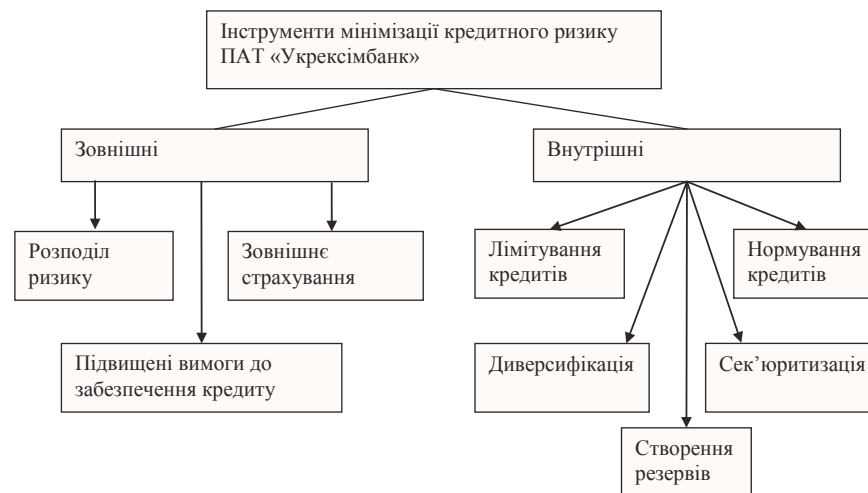 Інструменти мінімізації кредитного ризику
ПАТ «Укрексімбанк»
Зовнішні
Внутрішні
Розподіл
ризику
Зовнішнє
страхування
Лімітування
кредитів
Нормування
кредитів
Підвищені вимоги до
забезпечення кредиту
Диверсифікація
Сек’юритизація
Створення
резервів